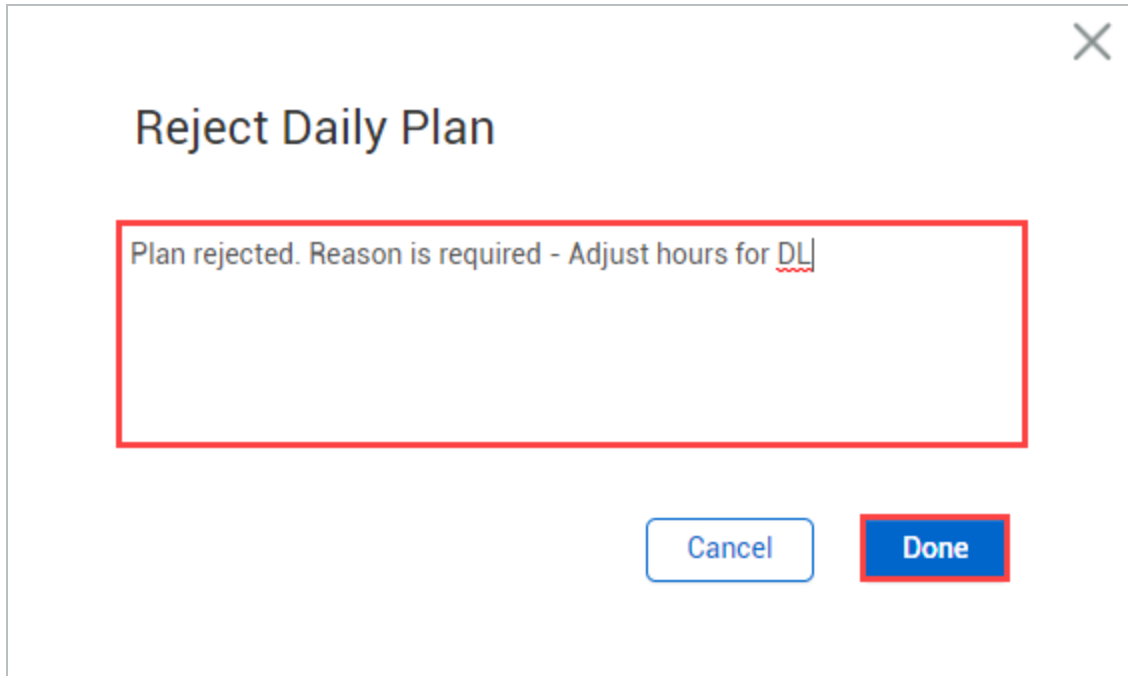 Reject Daily Plan
Plan rejected. Reason is required - Adjust hours for DL
Cancel
Done